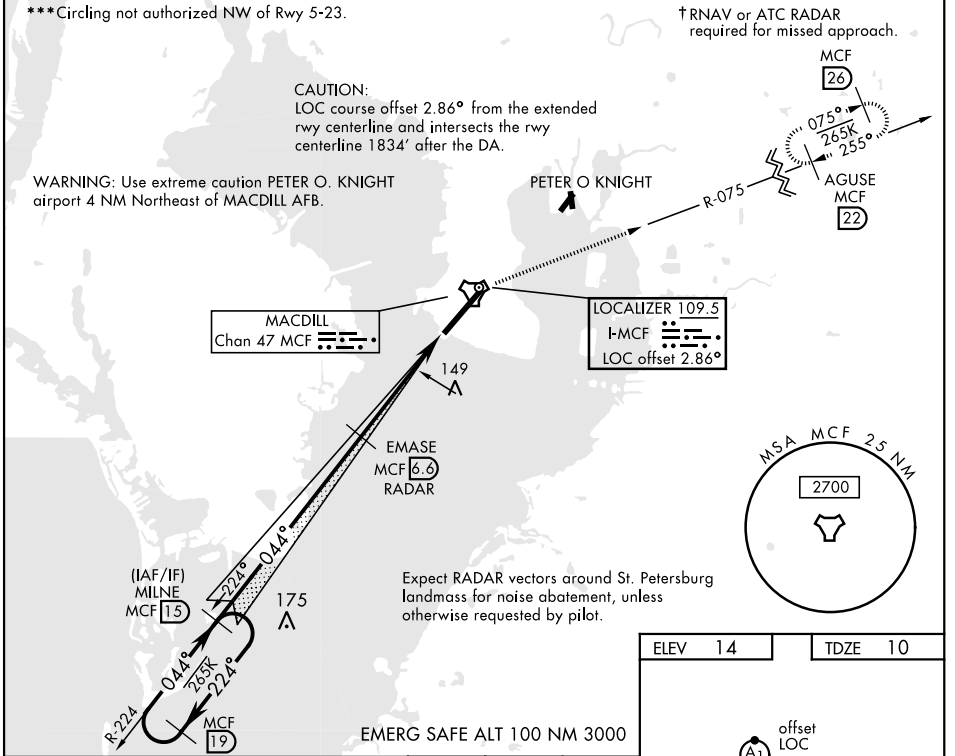 ***Circling not authorized NW of Rwy 5-23.
†RNAV or ATC RADAR
required for missed approach.
MCF
26
CAUTION:
LOC course offset 2.86° from the extended
rwy centerline and intersects the rwy
centerline 1834' after the DA.
075°
265K
255°
WARNING: Use extreme caution PETER O. KNIGHT
airport 4 NM Northeast of MACDILL AFB.
PETER O KNIGHT
R-075
AGUSE
MCF
22
MACDILL
Chan 47 MCF
LOCALIZER 109.5
I-MCF
LOC offset 2.86°
149
EMASE
MCF 6.6
RADAR
MSA MCF 25 NM
2700
044°
224°
(IAF/IF)
MILNE
MCF 15
175
Expect RADAR vectors around St. Petersburg
landmass for noise abatement, unless
otherwise requested by pilot.
044°
265K
224°
R-224
MCF
19
EMERG SAFE ALT 100 NM 3000
ELEV 14
TDZE 10
offset
LOC
A1